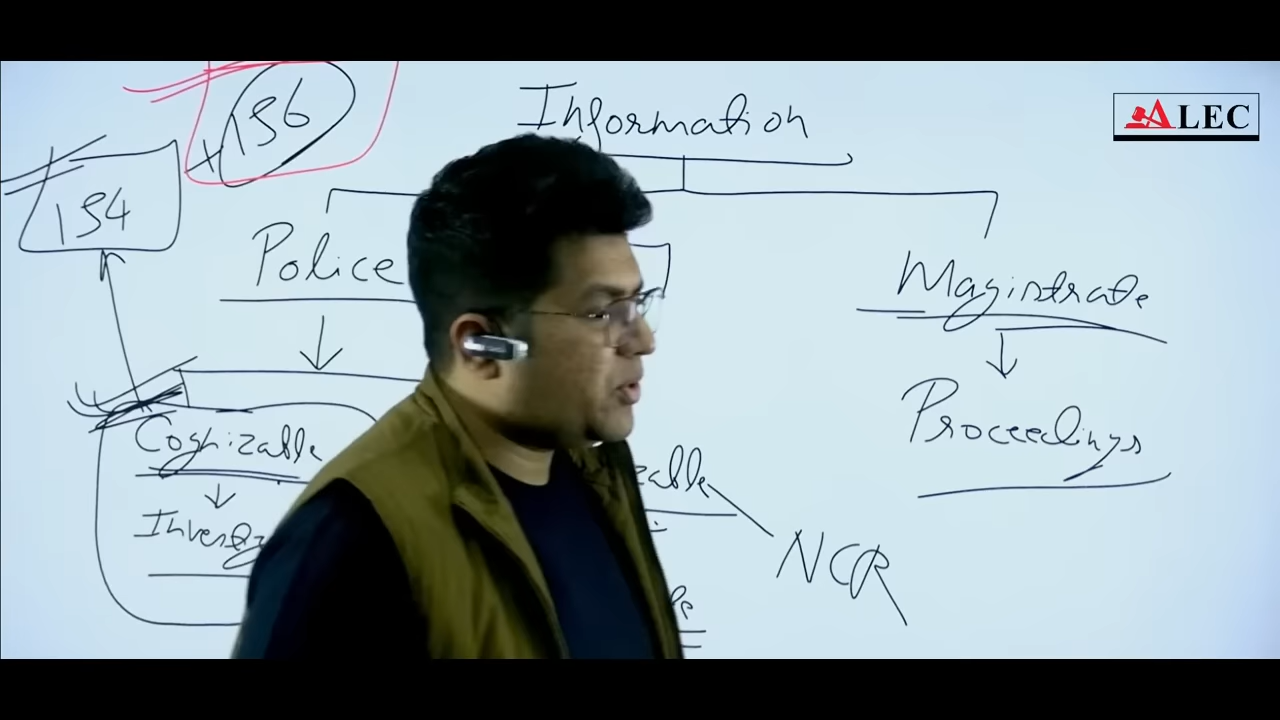 156
Information
ALEC
154
Police
Magistrate
Proceedings
Cognizable
NCR